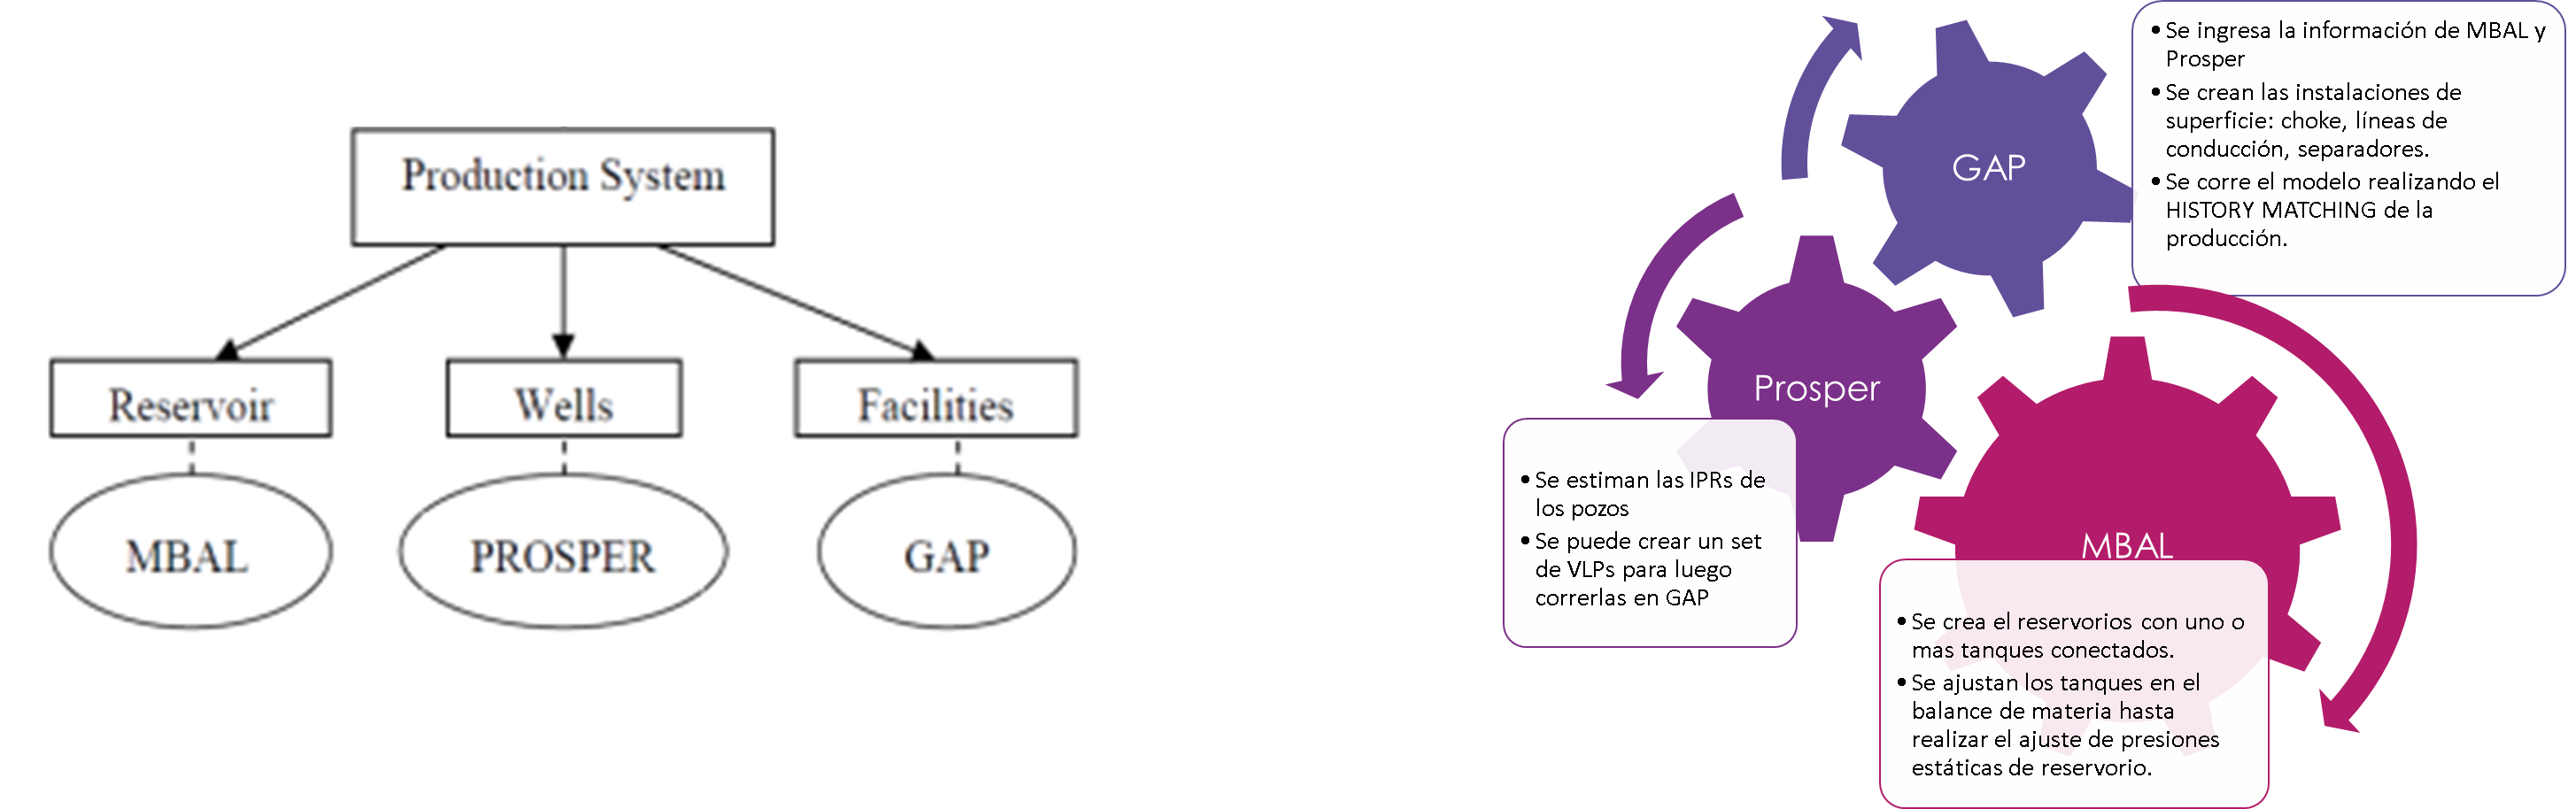 Production System
Reservoir
Wells
Facilities
MBAL
PROSPER
GAP
GAP
• Se ingresa la información de MBAL y
Prosper
• Se crean las instalaciones de
superficie: choke, líneas de
conducción, separadores.
• Se corre el modelo realizando el
HISTORY MATCHING de la
producción.
Prosper
• Se estiman las IPRs de
los pozos
• Se puede crear un set
de VLPs para luego
correrlas en GAP
MBAL
• Se crea el reservorios con uno o
mas tanques conectados.
• Se ajustan los tanques en el
balance de materia hasta
realizar el ajuste de presiones
estáticas de reservorio.